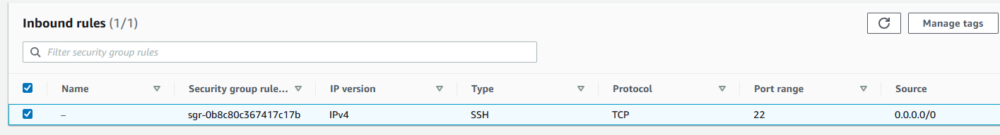 Inbound rules (1/1)
Manage tags
Filter security group rules
Name Security group rule... IP version Type Protocol Port range Source
– sgr-0b8c80c367417c17b IPv4 SSH TCP 22 0.0.0.0/0